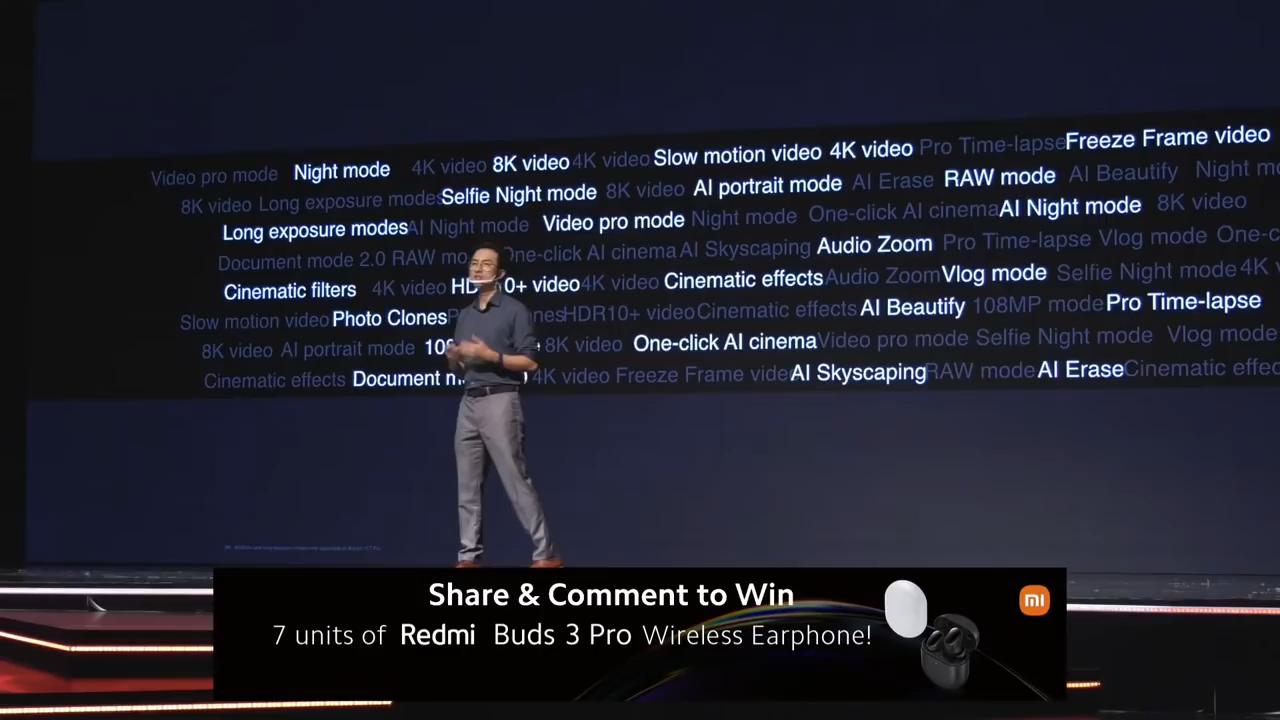 Video pro mode Night mode 4K video 8K video 4K video Slow motion video 4K video Pro Time-lapse Freeze Frame video
8K video Long exposure modes Selfie Night mode 8K video AI portrait mode AI Erase RAW mode AI Beautify Night
Long exposure modes AI Night mode Video pro mode Night mode One-click AI cinema AI Night mode 8K video
Document mode 2.0 RAW One-click AI cinema AI Skyscaping Audio Zoom Pro Time-lapse Vlog mode
Cinematic filters 4K video video 4K video Cinematic effects Audio Zoom Vlog mode Selfie Night mode 4K
Slow motion video Photo Clones HDR10+ video Cinematic effects AI Beautify 108MP mode Pro Time-lapse
8K video AI portrait mode 8K video One-click AI cinema Video pro mode Selfie Night mode Vlog mode
Cinematic effects Document 4K video Freeze Frame video AI Skyscaping RAW mode AI Erase Cinematic
Share & Comment to Win
7 units of Redmi Buds 3 Pro Wireless Earphone!
mi